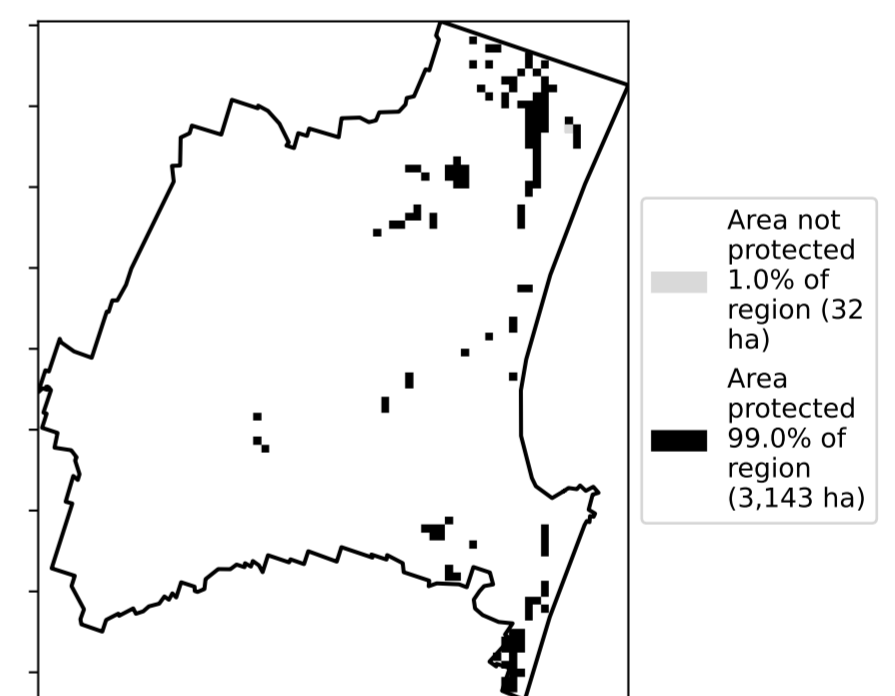 Area not
protected
1.0% of
region (32
ha)
Area
protected
99.0% of
region
(3,143 ha)